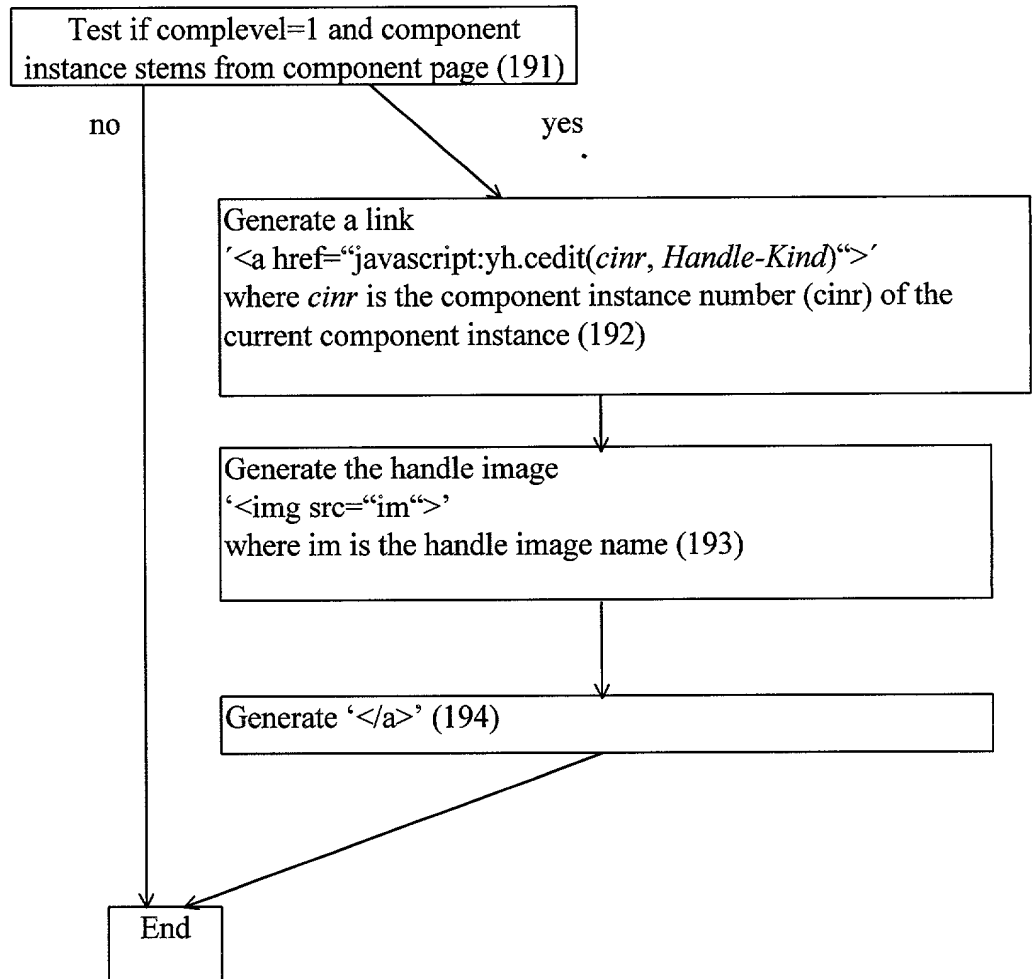 Test if complevel=1 and component
instance stems from component page (191)
no
yes
Generate a link
´<a href=“javascript:yh.cedit(cinr, Handle-Kind)“>´
where cinr is the component instance number (cinr) of the
current component instance (192)
Generate the handle image
‘<img src=“im“>’
where im is the handle image name (193)
Generate ‘</a>’ (194)
End